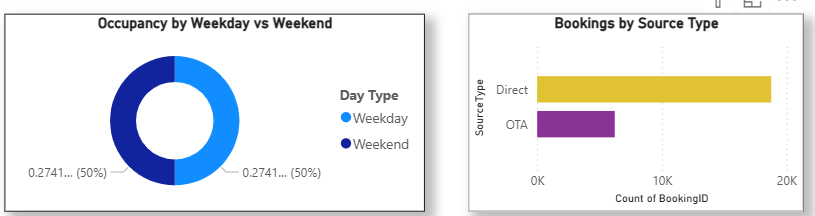 Occupancy by Weekday vs Weekend
Day Type
Weekday
Weekend
0.2741... (50%)
0.2741... (50%)
Bookings by Source Type
SourceType
Direct
OTA
0K
10K
20K
Count of BookingID